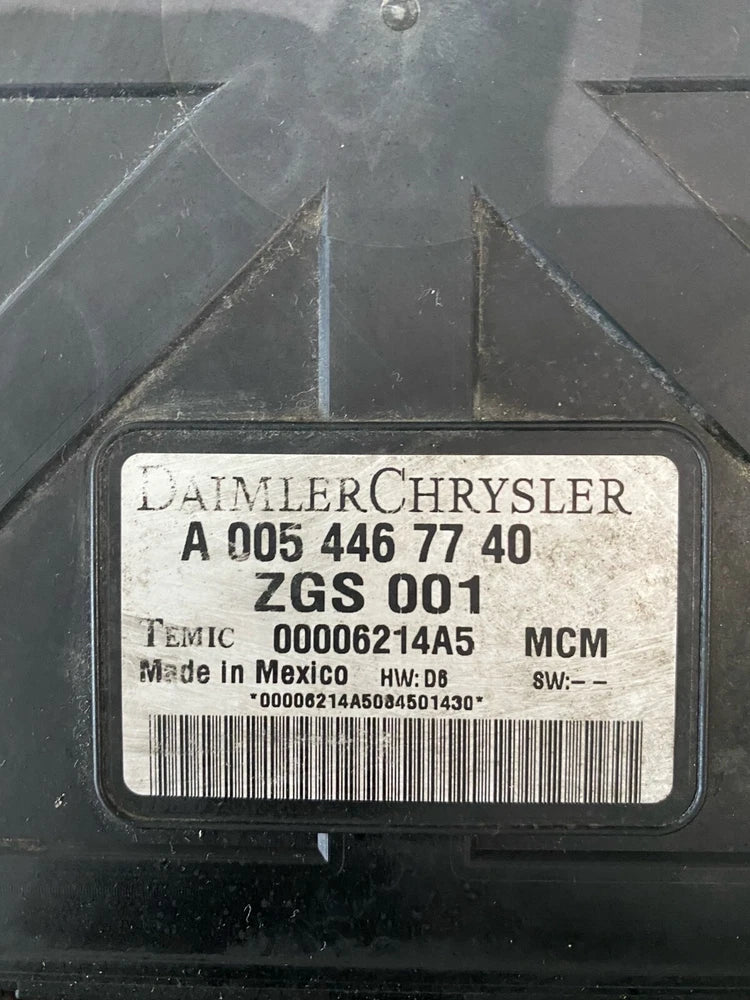 DAIMLERCHRYSLER
A 005 446 77 40
ZGS 001
TEMIC 00006214A5 MCM
Made in Mexico HW: D6 SW:- -
*00006214A5084501430*